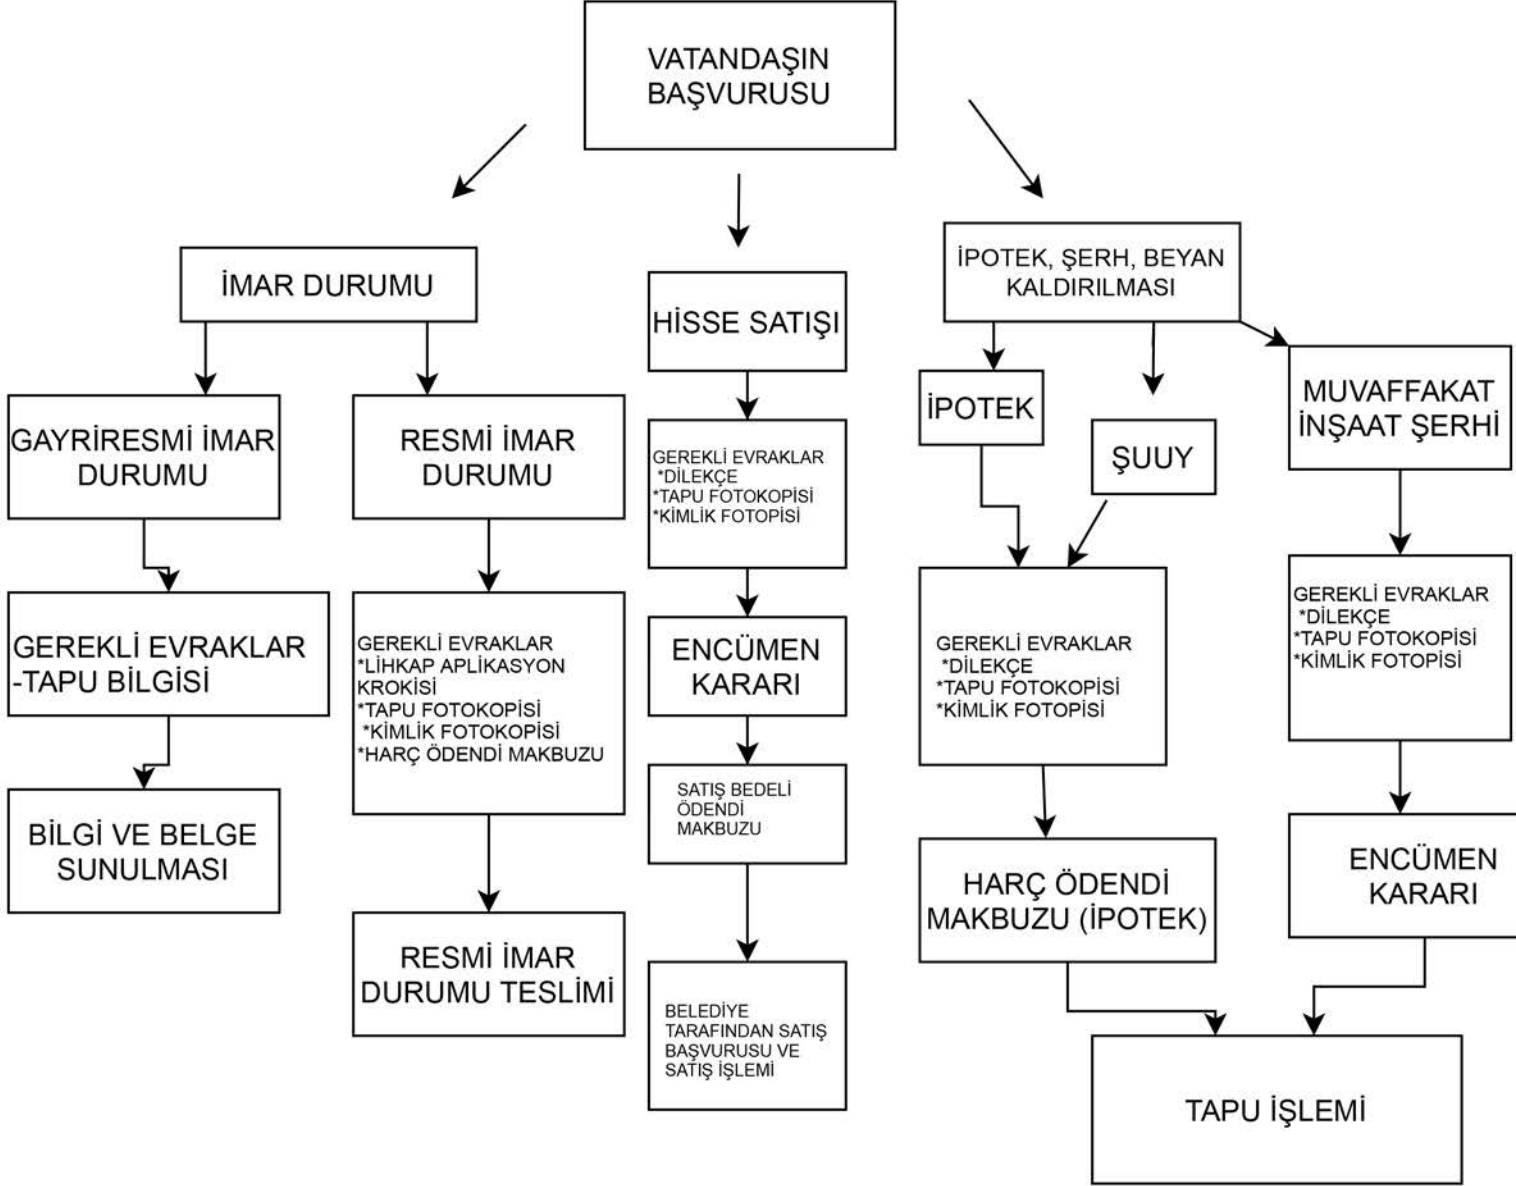 VATANDAŞIN
BAŞVURUSU
İMAR DURUMU
GAYRİRESMİ İMAR
DURUMU
GEREKLİ EVRAKLAR
-TAPU BİLGİSİ
BİLGİ VE BELGE
SUNULMASI
RESMİ İMAR
DURUMU
GEREKLİ EVRAKLAR
*LİHKAP APLİKASYON
KROKİSİ
*TAPU FOTOKOPİSİ
*KİMLİK FOTOKOPİSİ
*HARÇ ÖDENDİ MAKBUZU
RESMİ İMAR
DURUMU TESLİMİ
HİSSE SATIŞI
GEREKLİ EVRAKLAR
*DİLEKÇE
*TAPU FOTOKOPİSİ
*KİMLİK FOTOPİSİ
ENCÜMEN
KARARI
SATIŞ BEDELİ
ÖDENDİ
MAKBUZU
BELEDİYE
TARAFINDAN SATIŞ
BAŞVURUSU VE
SATIŞ İŞLEMİ
İPOTEK, ŞERH, BEYAN
KALDIRILMASI
İPOTEK
ŞUUY
GEREKLİ EVRAKLAR
*DİLEKÇE
*TAPU FOTOKOPİSİ
*KİMLİK FOTOPİSİ
HARÇ ÖDENDİ
MAKBUZU (İPOTEK)
MUVAFFAKAT
İNŞAAT ŞERHİ
GEREKLİ EVRAKLAR
*DİLEKÇE
*TAPU FOTOKOPİSİ
*KİMLİK FOTOPİSİ
ENCÜMEN
KARARI
TAPU İŞLEMİ